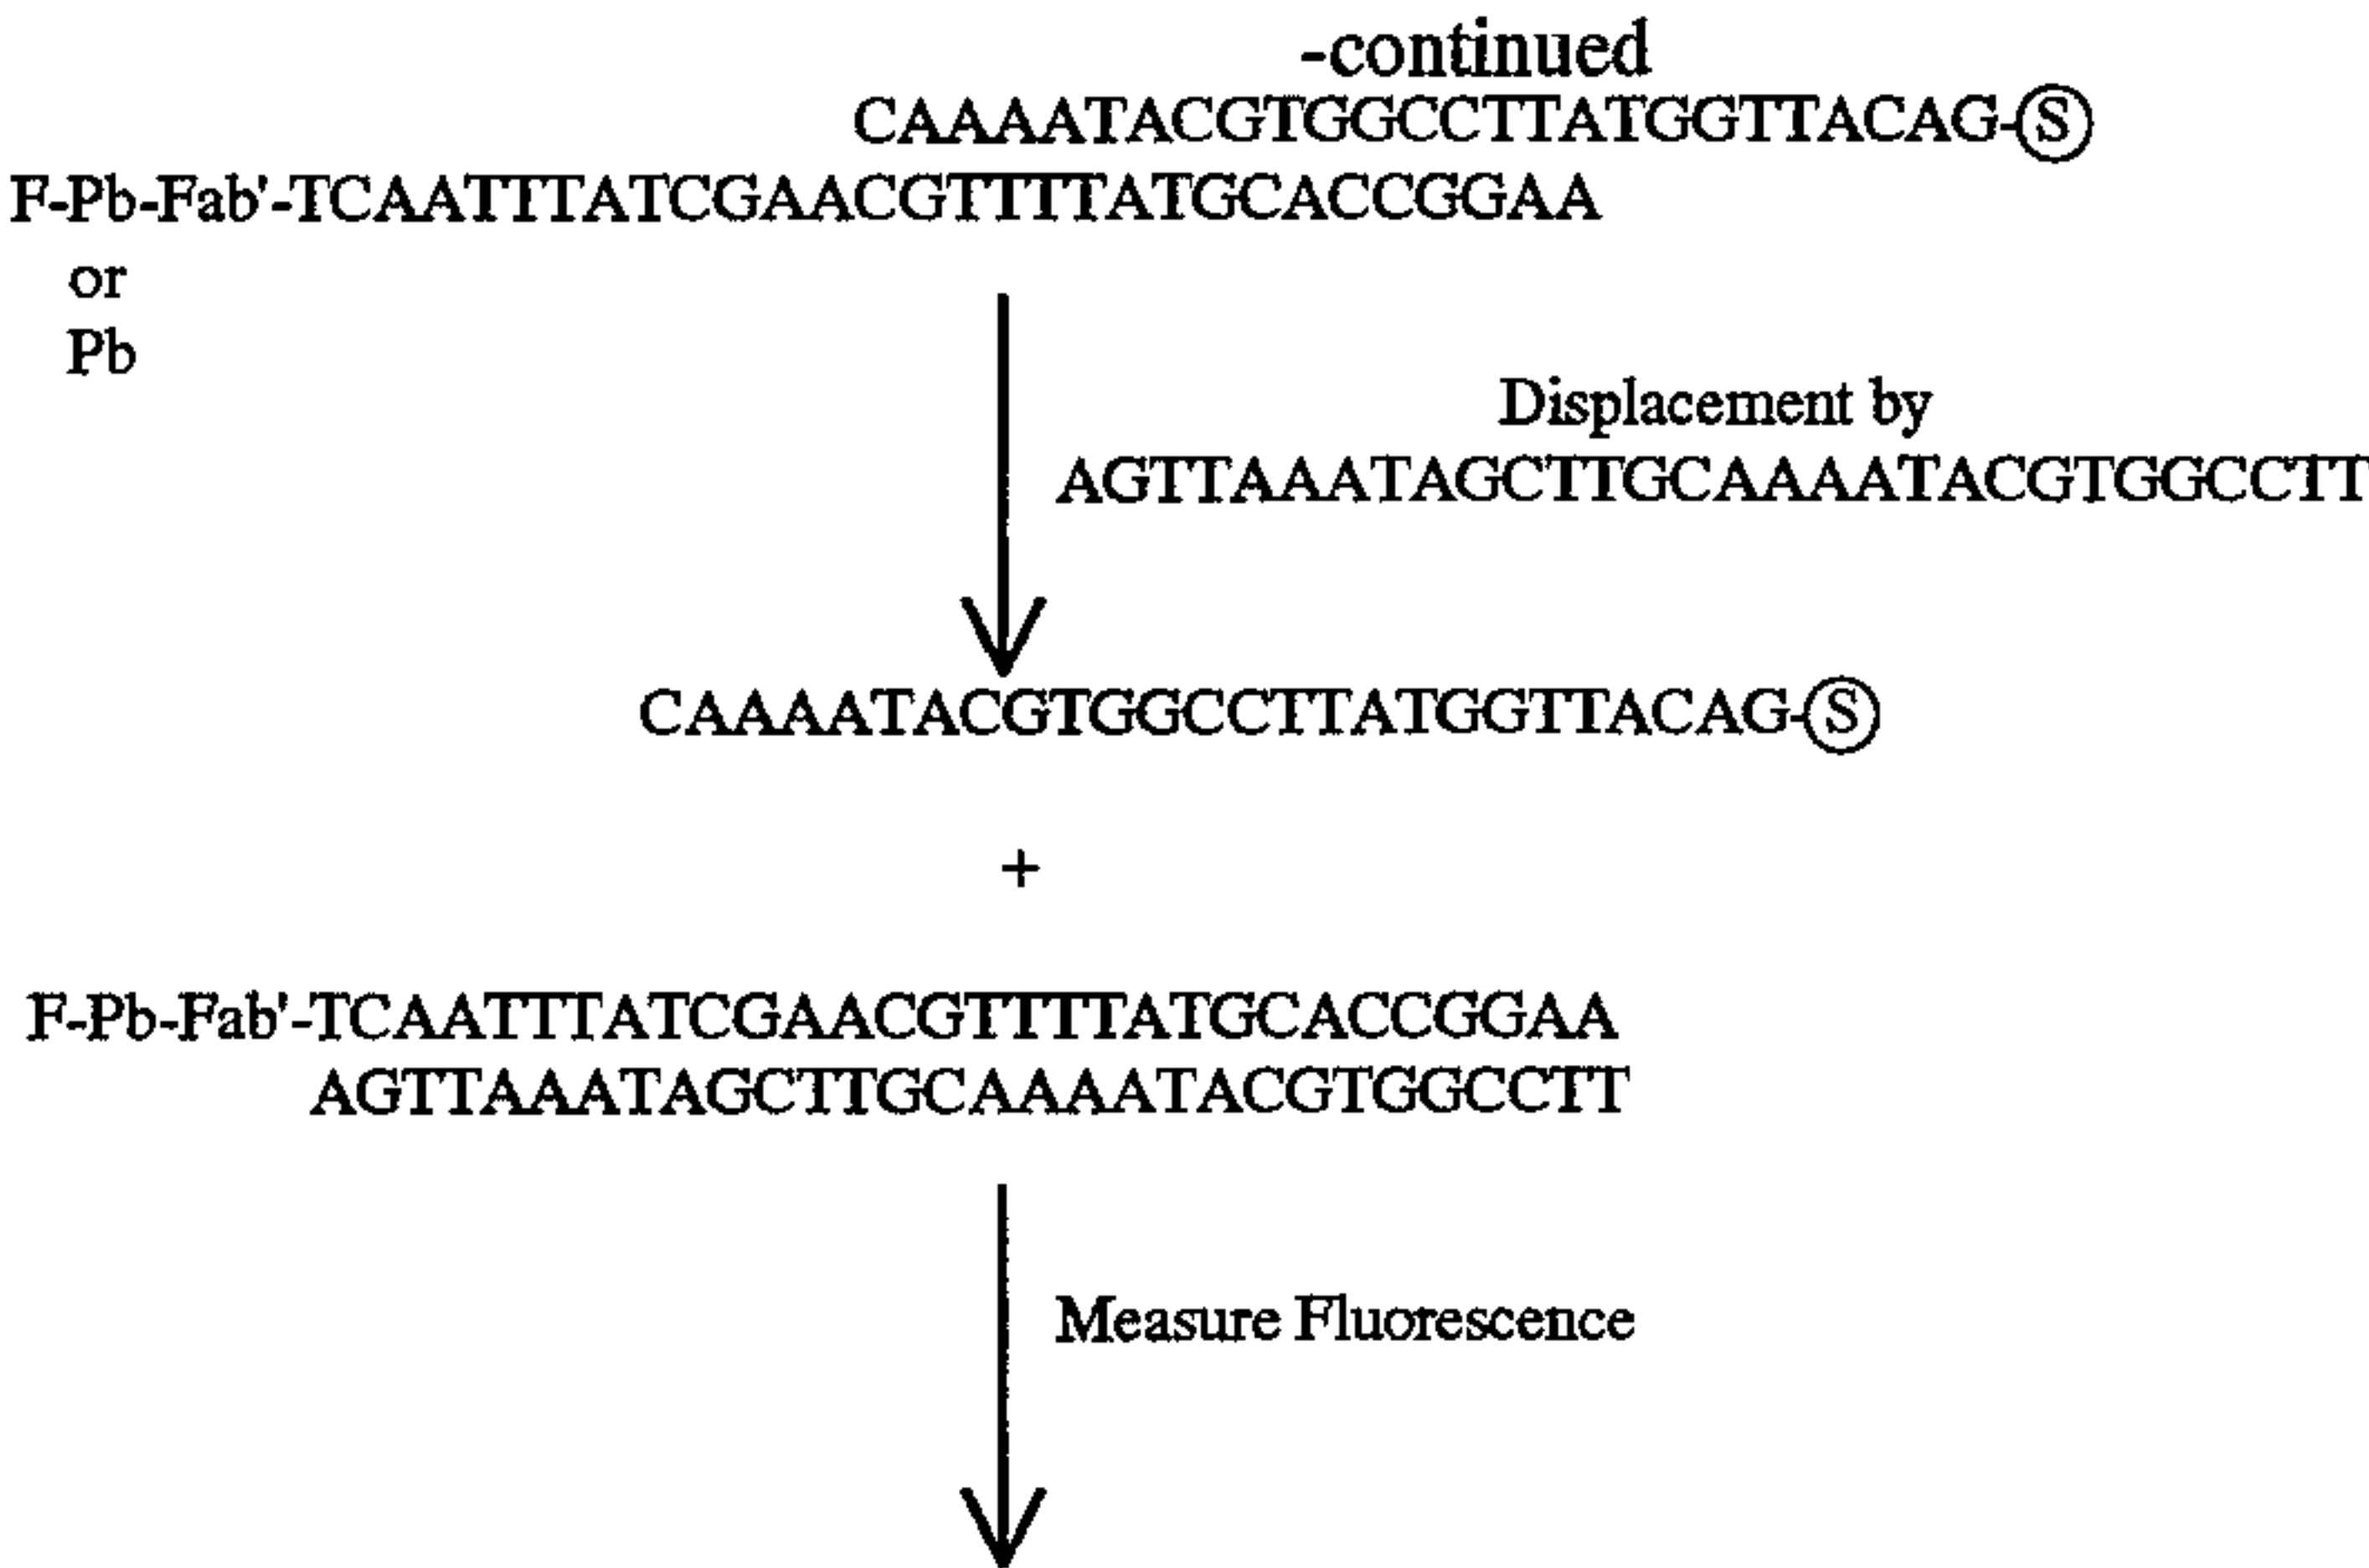 -continued
CAAAATACGTGGCCTTATGGTTACAG-Ⓢ
F-Pb-Fab'-TCAATTTATCGAACGTTTTATGCACCGGAA
or
Pb
Displacement by
AGTTAAATAGCTTGCAAAATACGTGGCCTT
CAAAATACGTGGCCTTATGGTTACAG-Ⓢ
+
F-Pb-Fab'-TCAATTTATCGAACGTTTTATGCACCGGAA
AGTTAAATAGCTTGCAAAATACGTGGCCTT
Measure Fluorescence